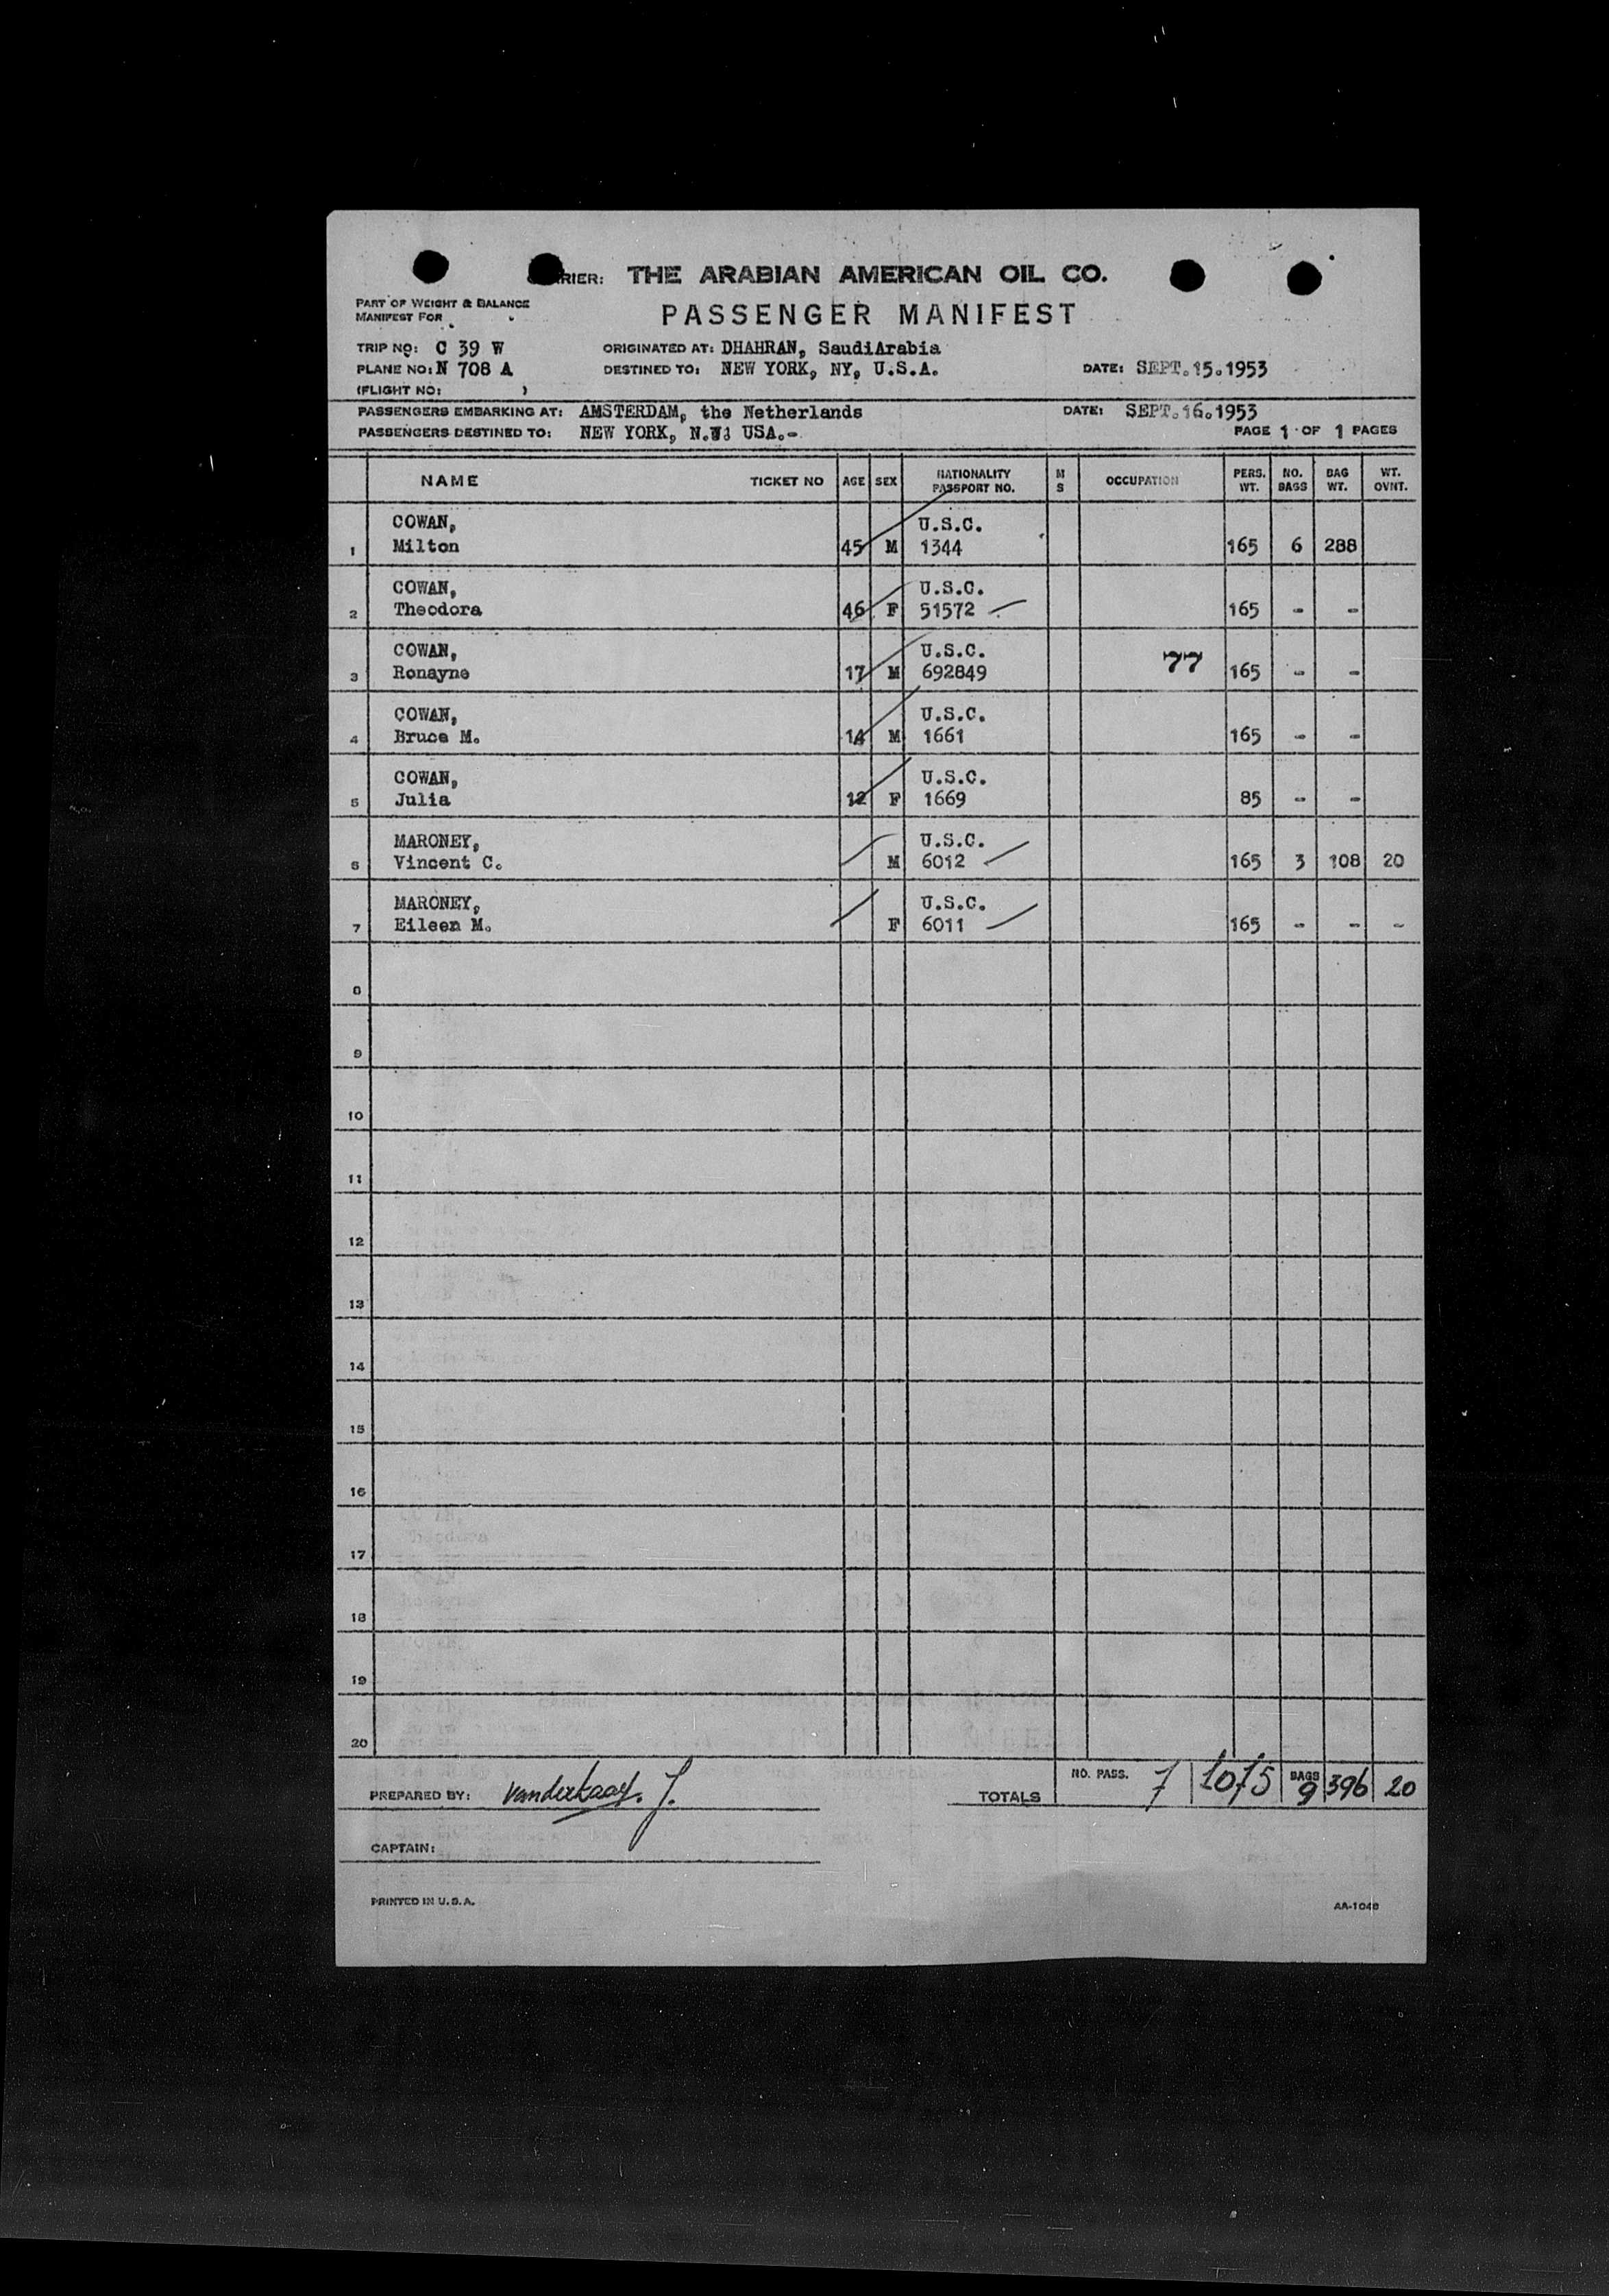 RIER: THE ARABIAN AMERICAN OIL CO.
PART OF WEIGHT & BALANCE
MANIFEST FOR
PASSENGER MANIFEST
TRIP NO: C 39 W ORIGINATED AT: DHAHRAN, SaudiArabia
PLANE NO: N 708 A DESTINED TO: NEW YORK, NY, U.S.A. DATE: SEPT.15.1953
(FLIGHT NO: )
PASSENGERS EMBARKING AT: AMSTERDAM, the Netherlands DATE: SEPT.16.1953
PASSENGERS DESTINED TO: NEW YORK, USA.- PAGE 1 OF 1 PAGES
NAME TICKET NO AGE SEX NATIONALITY PASSPORT NO. M S OCCUPATION PERS. WT. NO. BAGS BAG WT. WT. OVNT.
COWAN, U.S.C.
1 Milton 45 M 1344 165 6 288
COWAN, U.S.C.
2 Theodora 46 F 51572 165 - -
COWAN, U.S.C. 77
3 Ronayne 17 M 692849 165 - -
COWAN, U.S.C.
4 Bruce M. 14 M 1661 165 - -
COWAN, U.S.C.
5 Julia 12 F 1669 85 - -
MARONEY, U.S.C.
6 Vincent C. M 6012 165 3 108 20
MARONEY, U.S.C.
7 Eileen M. F 6011 165 - - -
8
9
10
11
12
13
14
15
16
17
18
19
20
PREPARED BY: Vanderkaay. J. TOTALS NO. PASS. 7 1075 BAGS 9 396 20
CAPTAIN:
PRINTED IN U.S.A. AA-1048